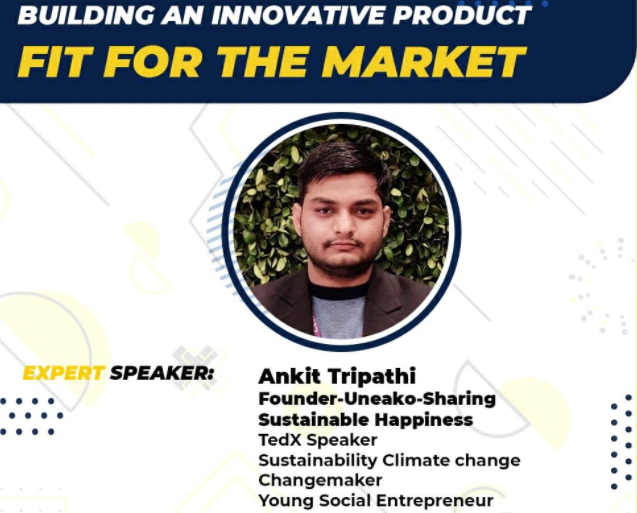 BUILDING AN INNOVATIVE PRODUCT
FIT FOR THE MARKET
EXPERT SPEAKER:
Ankit Tripathi
Founder-Uneako-Sharing
Sustainable Happiness
TedX Speaker
Sustainability Climate change
Changemaker
Young Social Entrepreneur